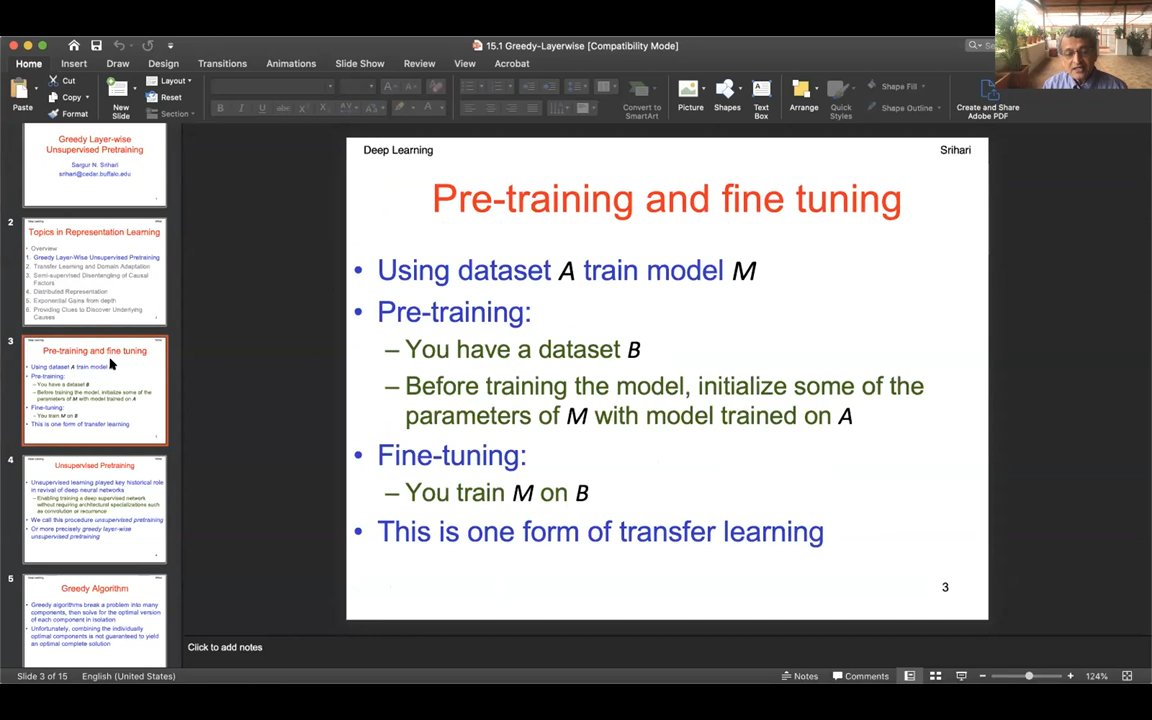 15.1 Greedy-Layerwise [Compatibility Mode]
Home Insert Draw Design Transitions Animations Slide Show Review View Acrobat
Paste
Cut
Copy
Format
New Slide
Layout
Reset
Section
Convert to SmartArt
Picture
Shapes
Text Box
Arrange
Quick Styles
Shape Fill
Shape Outline
Create and Share Adobe PDF
Greedy Layer-wise
Unsupervised Pretraining
Sargur N. Srihari
srihari@cedar.buffalo.edu
2
Topics in Representation Learning
• Overview
1. Greedy Layer-Wise Unsupervised Pretraining
2. Transfer Learning and Domain Adaptation
3. Semi-supervised Disentangling of Causal
Factors
4. Distributed Representation
5. Exponential Gains from depth
6. Providing Clues to Discover Underlying
Causes
3
Pre-training and fine tuning
• Using dataset A train model
• Pre-training:
– You have a dataset B
– Before training the model, initialize some of the
parameters of M with model trained on A
• Fine-tuning:
– You train M on B
• This is one form of transfer learning
4
Unsupervised Pretraining
• Unsupervised learning played key historical role
in revival of deep neural networks
– Enabling training a deep supervised network
without requiring architectural specializations such
as convolution or recurrence
• We call this procedure unsupervised pretraining
• Or more precisely greedy layer-wise
unsupervised pretraining
5
Greedy Algorithm
• Greedy algorithms break a problem into many
components, then solve for the optimal version
of each component in isolation
• Unfortunately, combining the individually
optimal components is not guaranteed to yield
an optimal complete solution
Deep Learning Srihari
Pre-training and fine tuning
• Using dataset A train model M
• Pre-training:
– You have a dataset B
– Before training the model, initialize some of the
parameters of M with model trained on A
• Fine-tuning:
– You train M on B
• This is one form of transfer learning
3
Click to add notes
Slide 3 of 15 English (United States) Notes Comments 124%